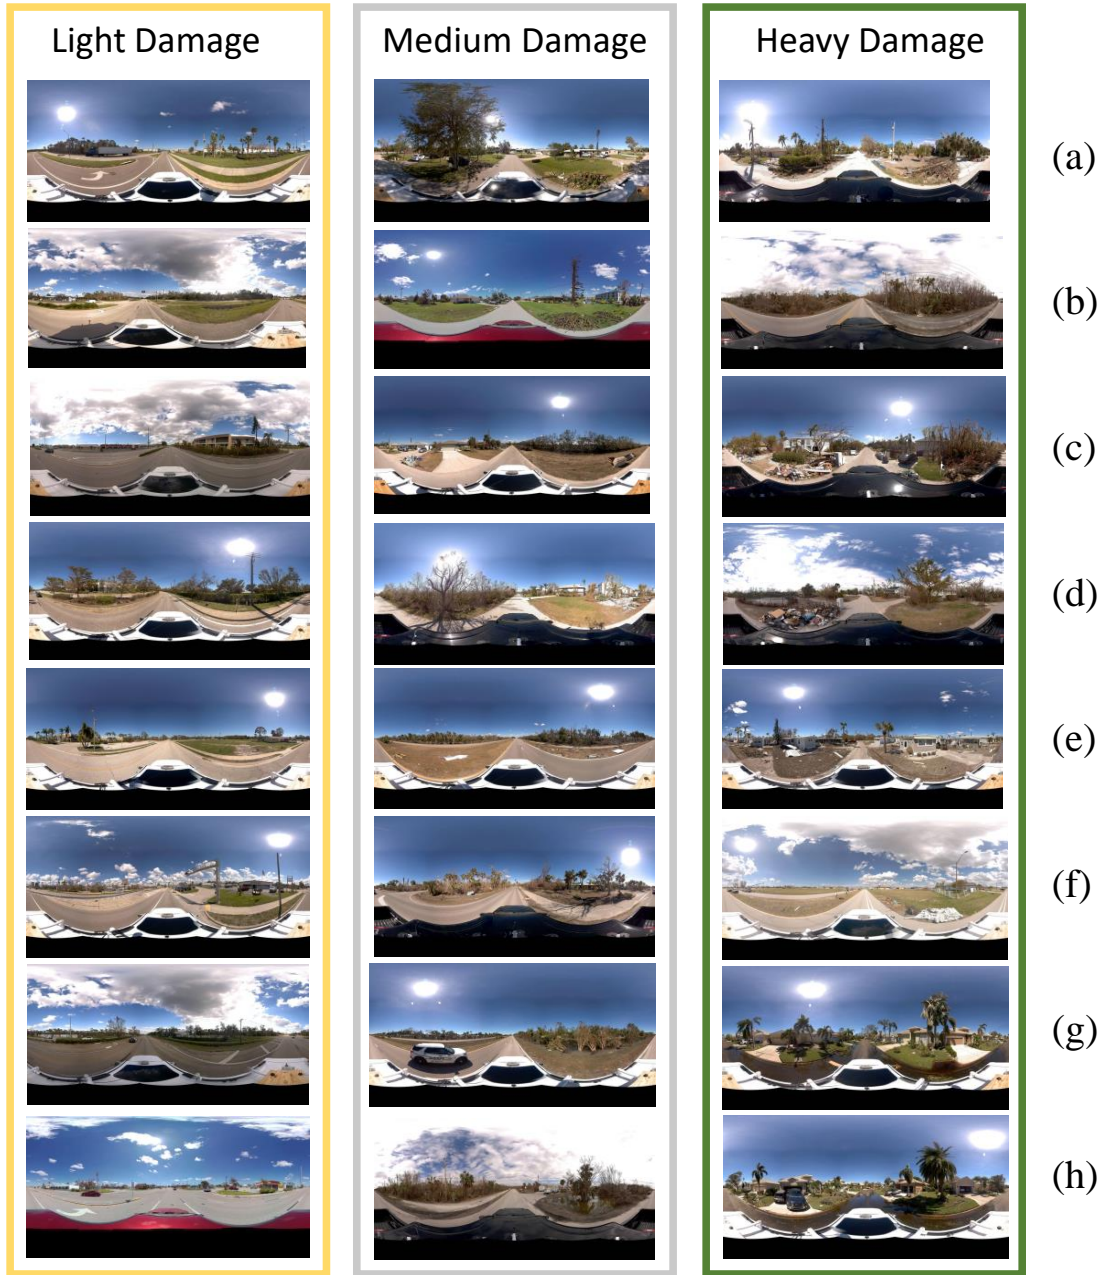 Light Damage
Medium Damage
Heavy Damage
(a)
(b)
(c)
(d)
(e)
(f)
(g)
(h)